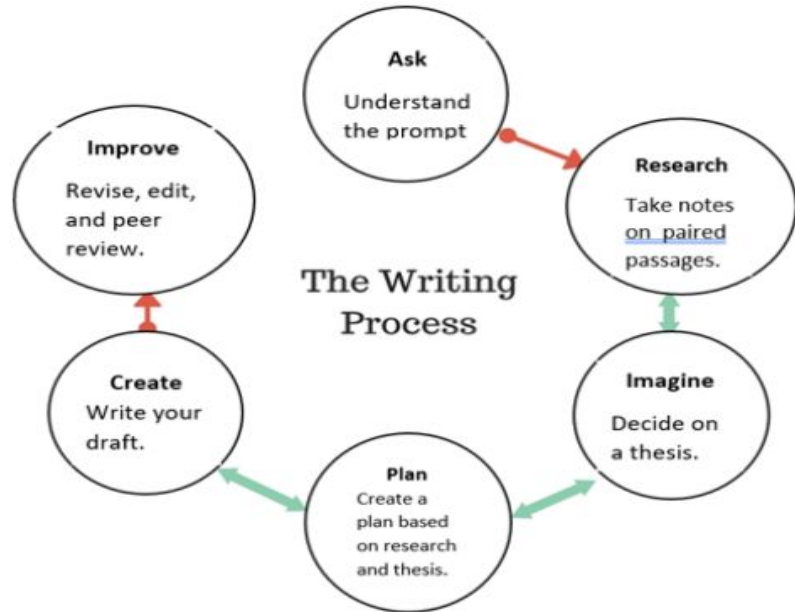 The Writing
Process
Ask
Understand
the prompt
Research
Take notes
on paired
passages.
Imagine
Decide on
a thesis.
Plan
Create a
plan based
on research
and thesis.
Create
Write your
draft.
Improve
Revise, edit,
and peer
review.